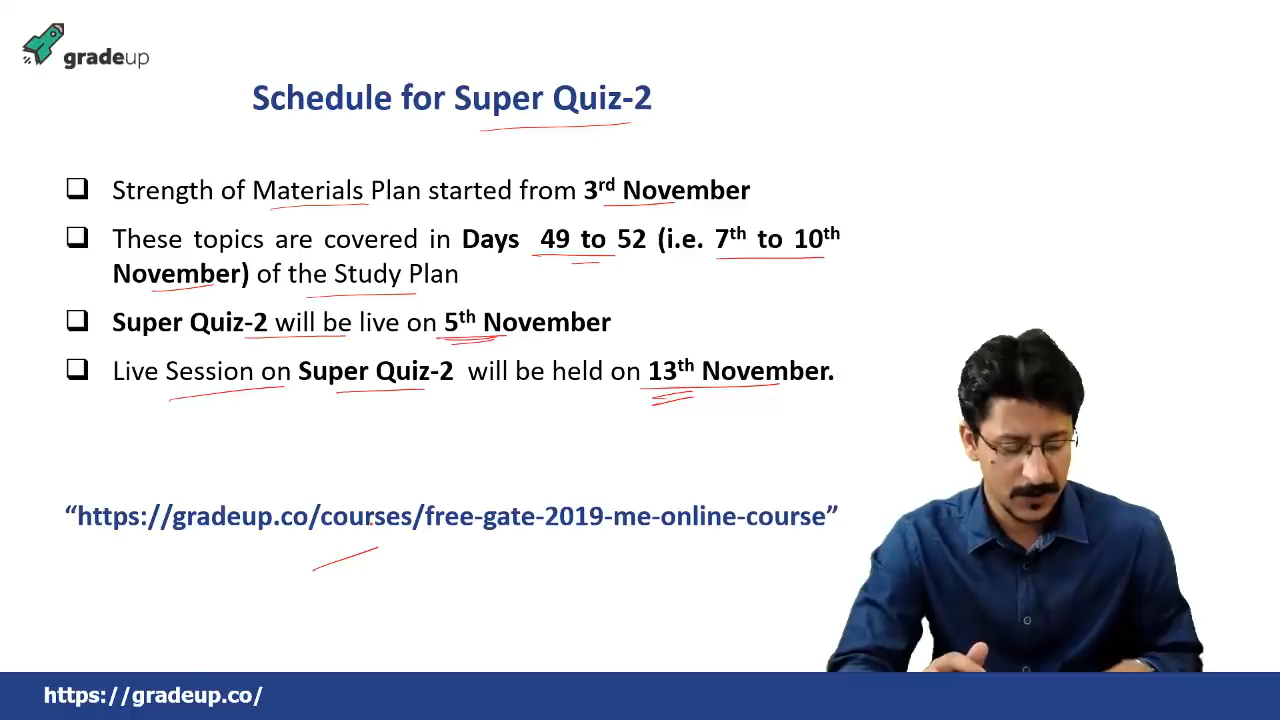 gradeup
Schedule for Super Quiz-2
Strength of Materials Plan started from 3rd November
These topics are covered in Days 49 to 52 (i.e. 7th to 10th
November) of the Study Plan
Super Quiz-2 will be live on 5th November
Live Session on Super Quiz-2 will be held on 13th November.
“https://gradeup.co/courses/free-gate-2019-me-online-course”
https://gradeup.co/